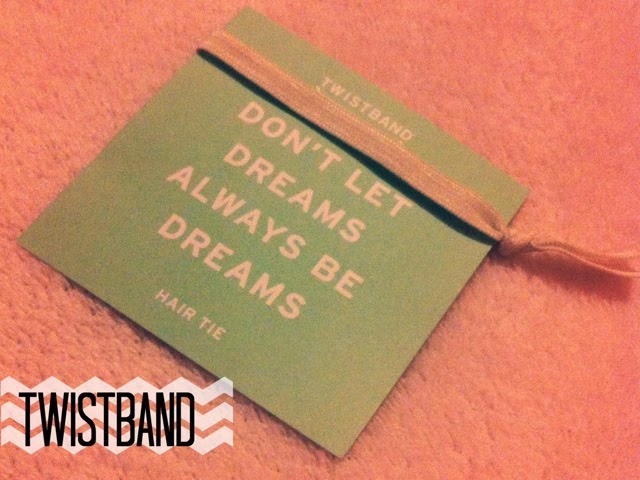 TWISTBAND
DON'T LET
DREAMS
ALWAYS BE
DREAMS
HAIR TIE
TWISTBAND